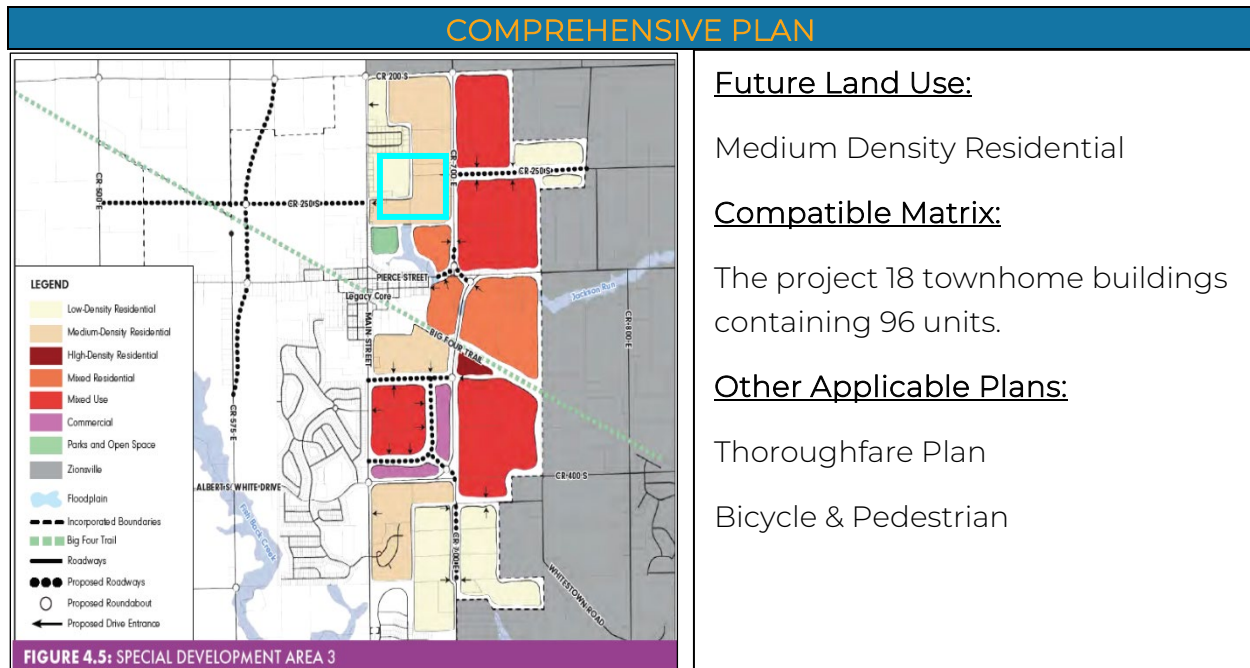 COMPREHENSIVE PLAN
CR 200 S
CR 700 E
CR 250 S
CR 500 E
CR 250 S
PIERCE STREET
Legacy Core
Jackson Run
MAIN STREET
BIG FOUR TRAIL
CR 800 E
CR 575 E
CR 400 S
ALBERT S. WHITE DRIVE
Fish Back Creek
CR 700 E
WHITESTOWN ROAD
LEGEND
Low-Density Residential
Medium-Density Residential
High-Density Residential
Mixed Residential
Mixed Use
Commercial
Parks and Open Space
Zionsville
Floodplain
Incorporated Boundaries
Big Four Trail
Roadways
Proposed Roadways
Proposed Roundabout
Proposed Drive Entrance
FIGURE 4.5: SPECIAL DEVELOPMENT AREA 3
Future Land Use:
Medium Density Residential
Compatible Matrix:
The project 18 townhome buildings
containing 96 units.
Other Applicable Plans:
Thoroughfare Plan
Bicycle & Pedestrian